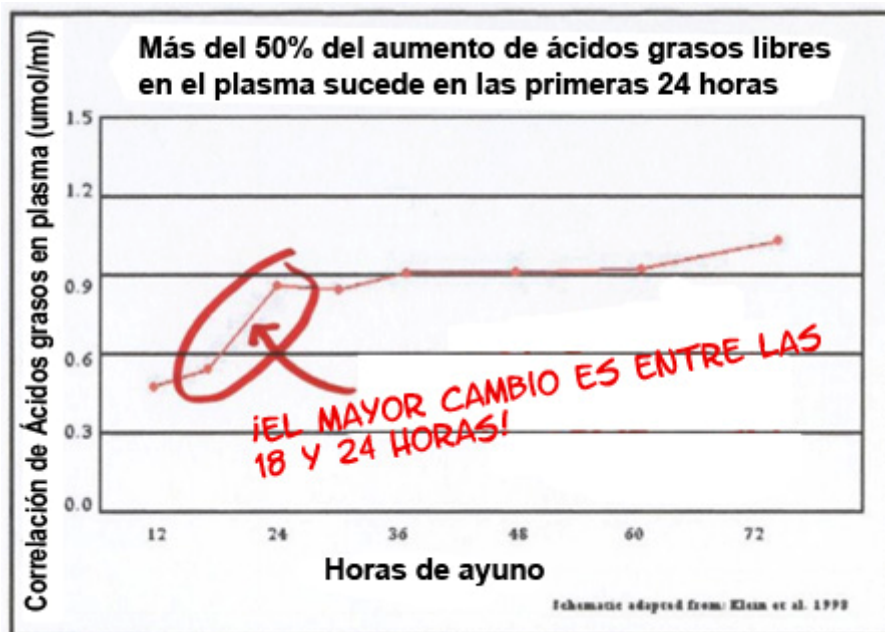 Más del 50% del aumento de ácidos grasos libres
en el plasma sucede en las primeras 24 horas
Correlación de Ácidos grasos en plasma (umol/ml)
1.5
1.2
0.9
0.6
0.3
0.0
¡EL MAYOR CAMBIO ES ENTRE LAS
18 Y 24 HORAS!
12 24 36 48 60 72
Horas de ayuno
Schematic adapted from: Klein et al. 1993